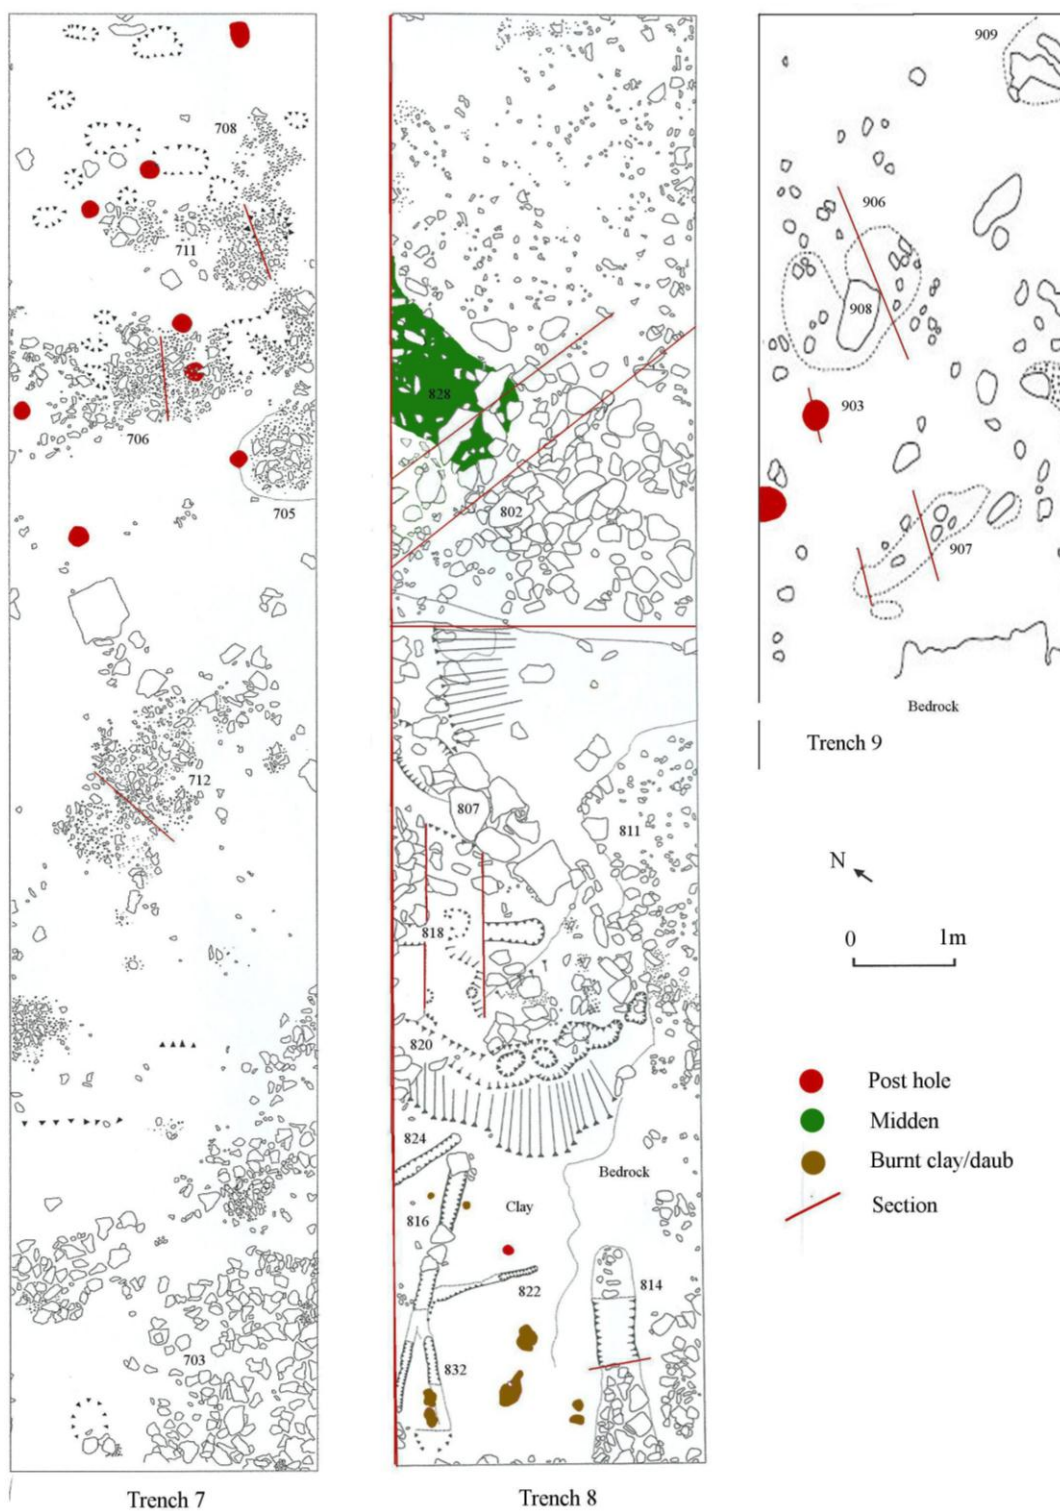 708
711
706
705
712
703
Trench 7
828
802
807
811
818
820
824
Bedrock
816
Clay
822
814
832
Trench 8
909
906
908
903
907
Bedrock
Trench 9
N
0 1m
Post hole
Midden
Burnt clay/daub
Section